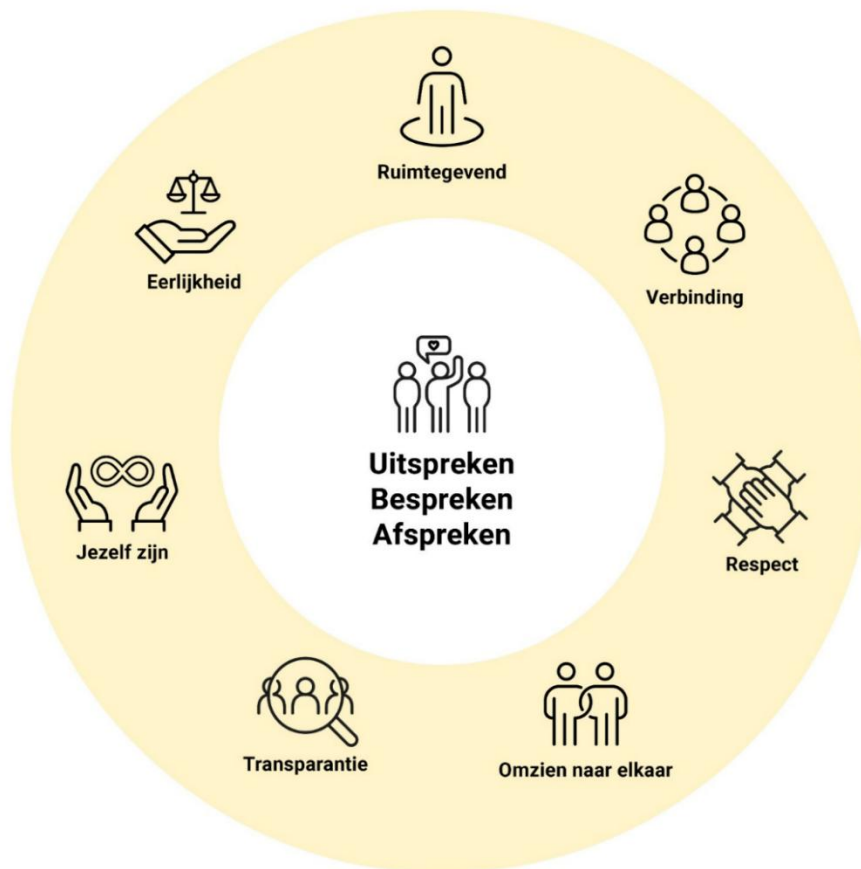 Ruimtegevend
Eerlijkheid
Verbinding
Uitspreken
Bespreken
Afspreken
Jezelf zijn
Respect
Transparantie
Omzien naar elkaar